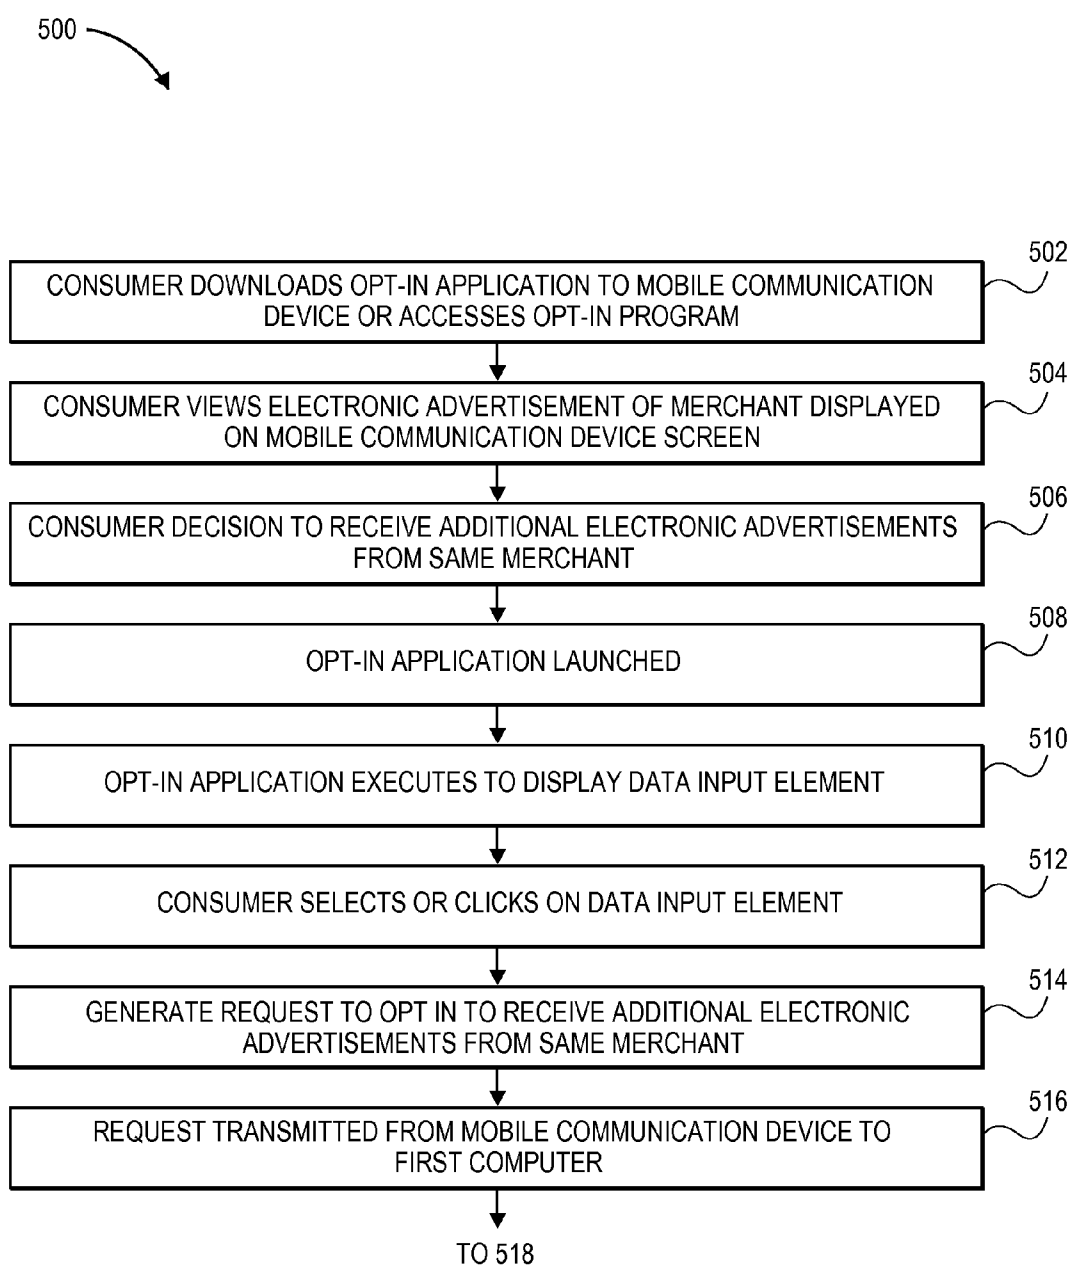 500
502
CONSUMER DOWNLOADS OPT-IN APPLICATION TO MOBILE COMMUNICATION
DEVICE OR ACCESSES OPT-IN PROGRAM
504
CONSUMER VIEWS ELECTRONIC ADVERTISEMENT OF MERCHANT DISPLAYED
ON MOBILE COMMUNICATION DEVICE SCREEN
506
CONSUMER DECISION TO RECEIVE ADDITIONAL ELECTRONIC ADVERTISEMENTS
FROM SAME MERCHANT
508
OPT-IN APPLICATION LAUNCHED
510
OPT-IN APPLICATION EXECUTES TO DISPLAY DATA INPUT ELEMENT
512
CONSUMER SELECTS OR CLICKS ON DATA INPUT ELEMENT
514
GENERATE REQUEST TO OPT IN TO RECEIVE ADDITIONAL ELECTRONIC
ADVERTISEMENTS FROM SAME MERCHANT
516
REQUEST TRANSMITTED FROM MOBILE COMMUNICATION DEVICE TO
FIRST COMPUTER
TO 518